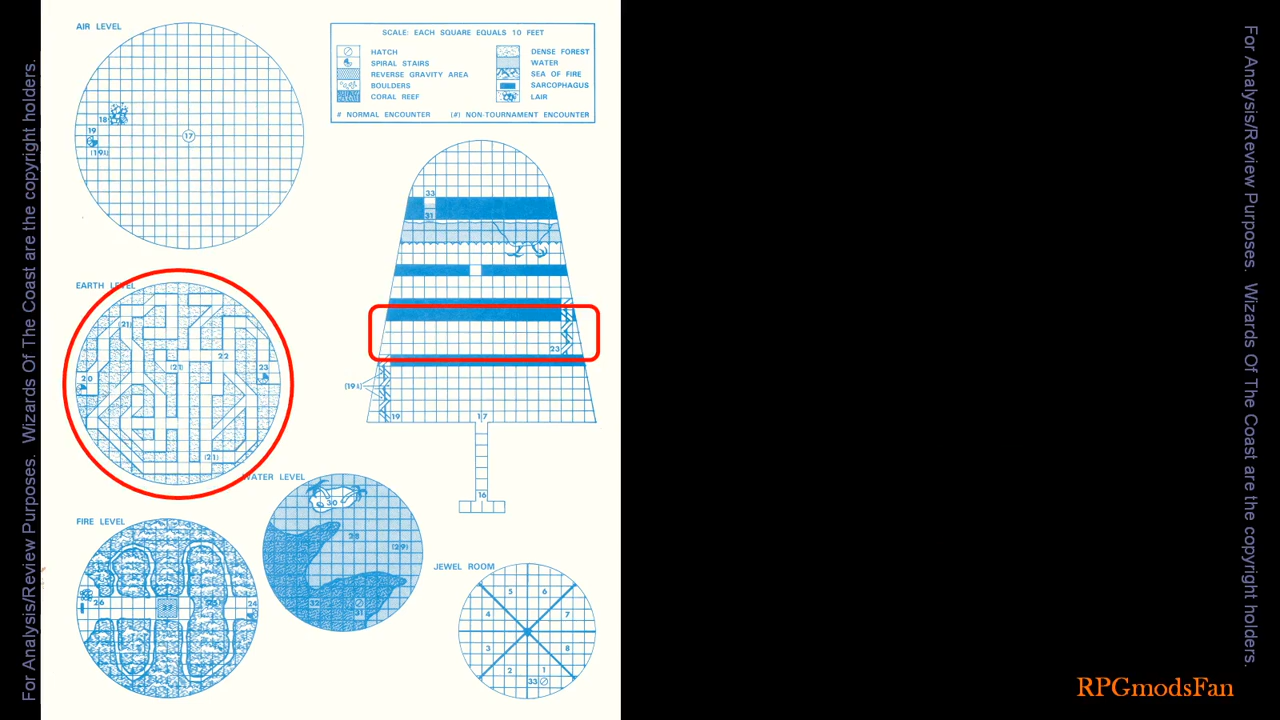 AIR LEVEL
18
19
(19A)
17
SCALE: EACH SQUARE EQUALS 10 FEET
HATCH
SPIRAL STAIRS
REVERSE GRAVITY AREA
BOULDERS
CORAL REEF
DENSE FOREST
WATER
SEA OF FIRE
SARCOPHAGUS
LAIR
# NORMAL ENCOUNTER (#) NON-TOURNAMENT ENCOUNTER
33
31
23
(19A)
19
17
16
EARTH LEVEL
(21)
22
(21)
20
23
(21)
WATER LEVEL
30
28
(29)
32
31
FIRE LEVEL
26
27
25
24
JEWEL ROOM
5 6
4 7
3 8
2 1
33
For Analysis/Review Purposes. Wizards Of The Coast are the copyright holders.
For Analysis/Review Purposes. Wizards Of The Coast are the copyright holders.
RPGmodsFan